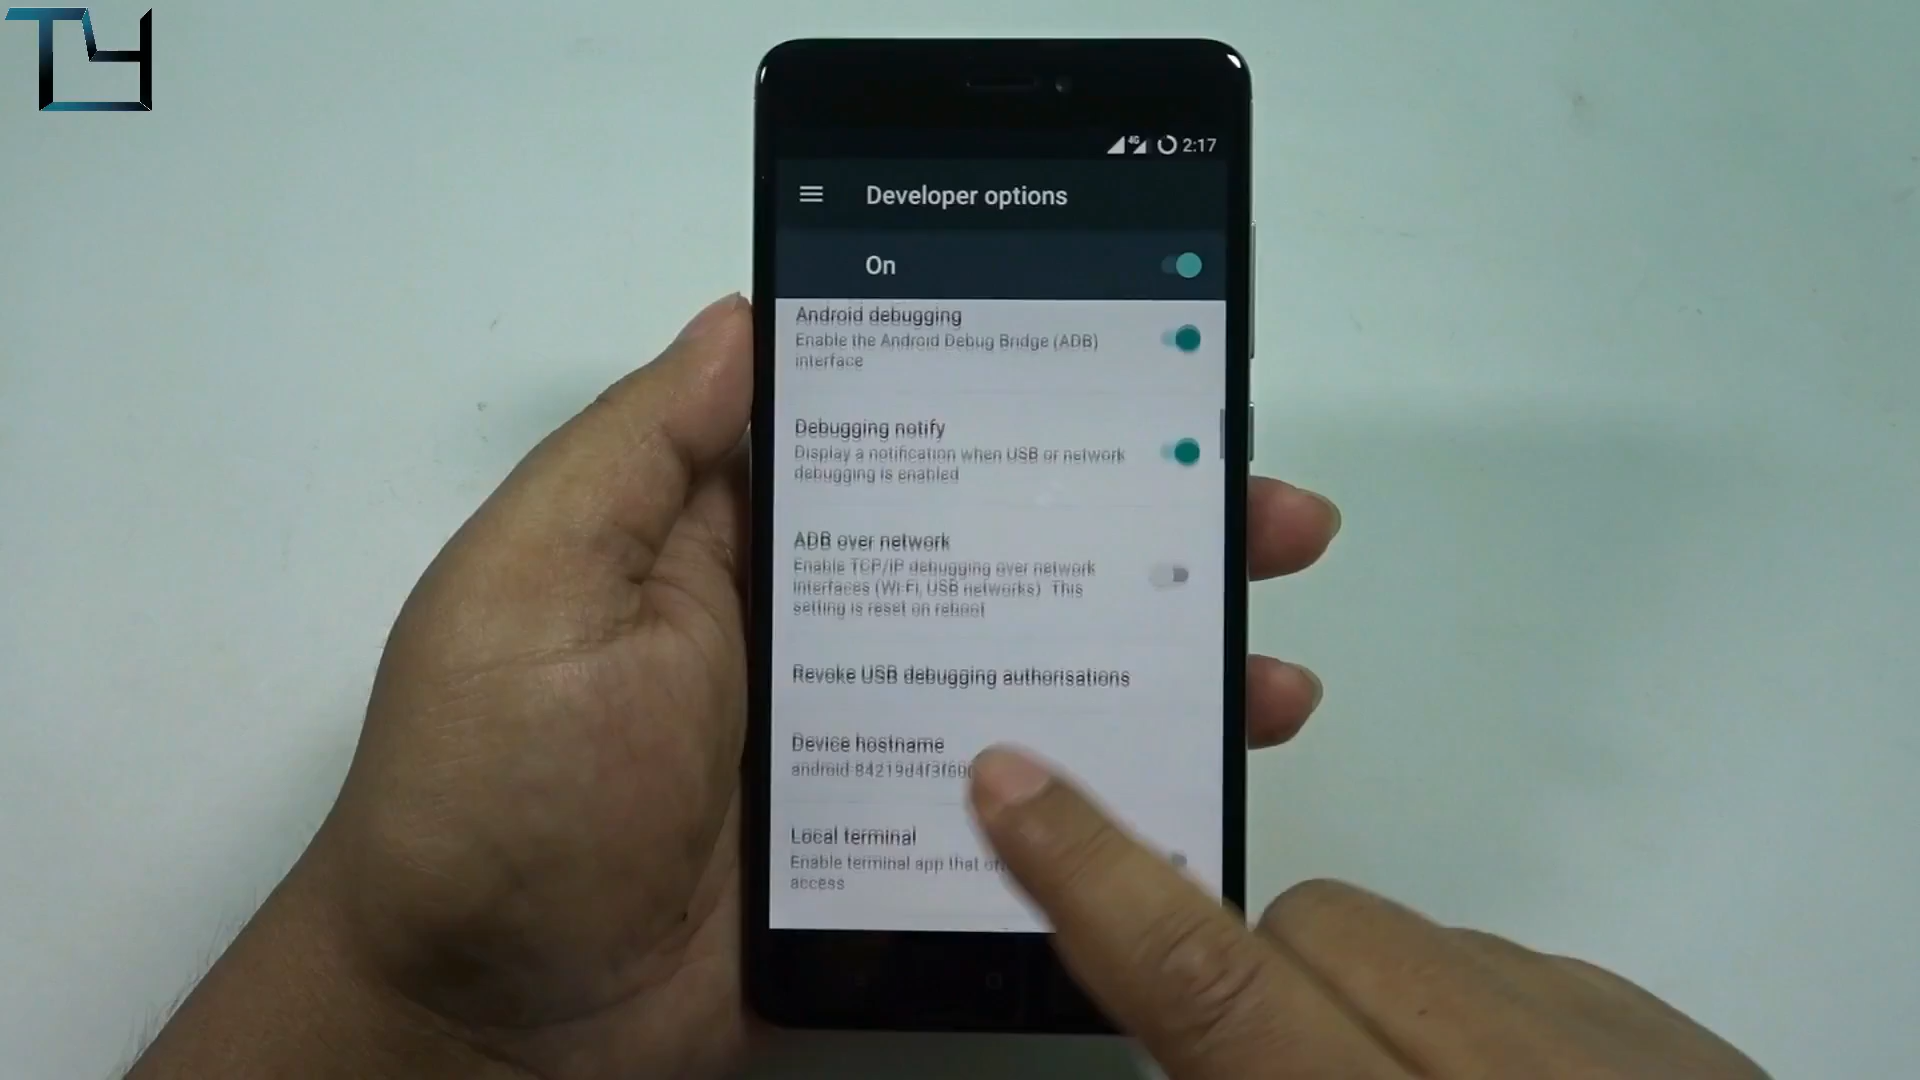 TY
4G 2:17
Developer options
On
Android debugging
Enable the Android Debug Bridge (ADB)
interface
Debugging notify
Display a notification when USB or network
debugging is enabled
ADB over network
Enable TCP/IP debugging over network
interfaces (Wi-Fi, USB networks). This
setting is reset on reboot
Revoke USB debugging authorisations
Device hostname
Local terminal
Enable terminal app that
access